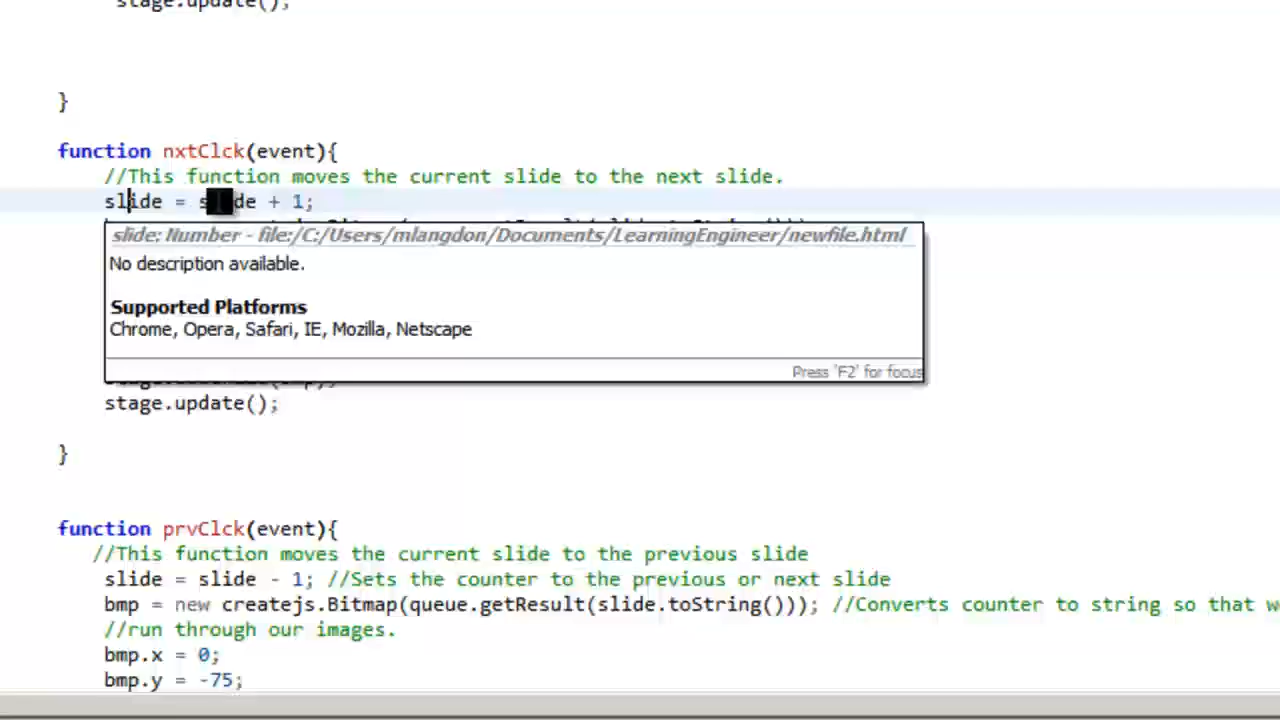 stage.update();
}
function nxtClck(event){
//This function moves the current slide to the next slide.
slide = slide + 1;
slide: Number - file:/C:/Users/mlangdon/Documents/LearningEngineer/newfile.html
No description available.
Supported Platforms
Chrome, Opera, Safari, IE, Mozilla, Netscape
Press 'F2' for focus
stage.update();
}
function prvClck(event){
//This function moves the current slide to the previous slide
slide = slide - 1; //Sets the counter to the previous or next slide
bmp = new createjs.Bitmap(queue.getResult(slide.toString())); //Converts counter to string so that
//run through our images.
bmp.x = 0;
bmp.y = -75;